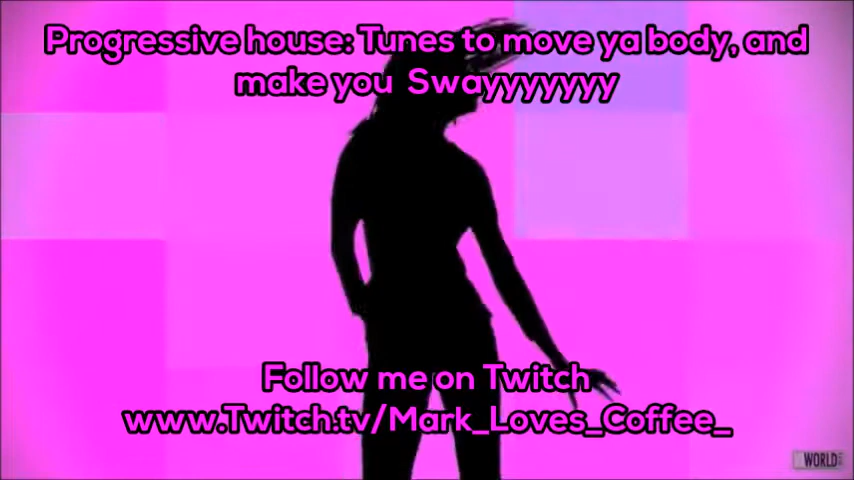 Progressive house: Tunes to move ya body, and
make you Swayyyyyyy
Follow me on Twitch
www.Twitch.tv/Mark_Loves_Coffee_
WORLD